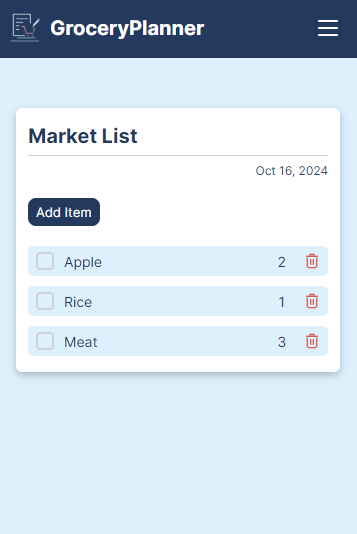 GroceryPlanner
Market List
Oct 16, 2024
Add Item
Apple 2
Rice 1
Meat 3